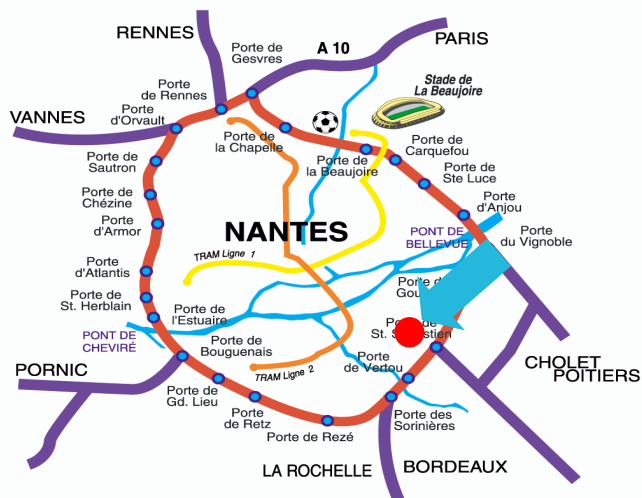 RENNES
Porte de
Gesvres
A 10
PARIS
Stade de
La Beaujoire
Porte
de Rennes
Porte
d'Orvault
VANNES
Porte de
la Chapelle
Porte de
Carquefou
Porte de
la Beaujoire
Porte de
Sautron
Porte de
Ste Luce
Porte de
Chézine
Porte
d'Anjou
Porte
d'Armor
NANTES
PONT DE
BELLEVUE
Porte
du Vignoble
TRAM Ligne 1
Porte
d'Atlantis
Porte de
St. Herblain
Porte de
l'Estuaire
PONT DE
CHEVIRÉ
Porte de
Bouguenais
St.
Porte
de Vertou
CHOLET
POITIERS
PORNIC
TRAM Ligne 2
Porte de
Gd. Lieu
Porte
de Retz
Porte des
Sorinières
Porte de Rezé
LA ROCHELLE
BORDEAUX